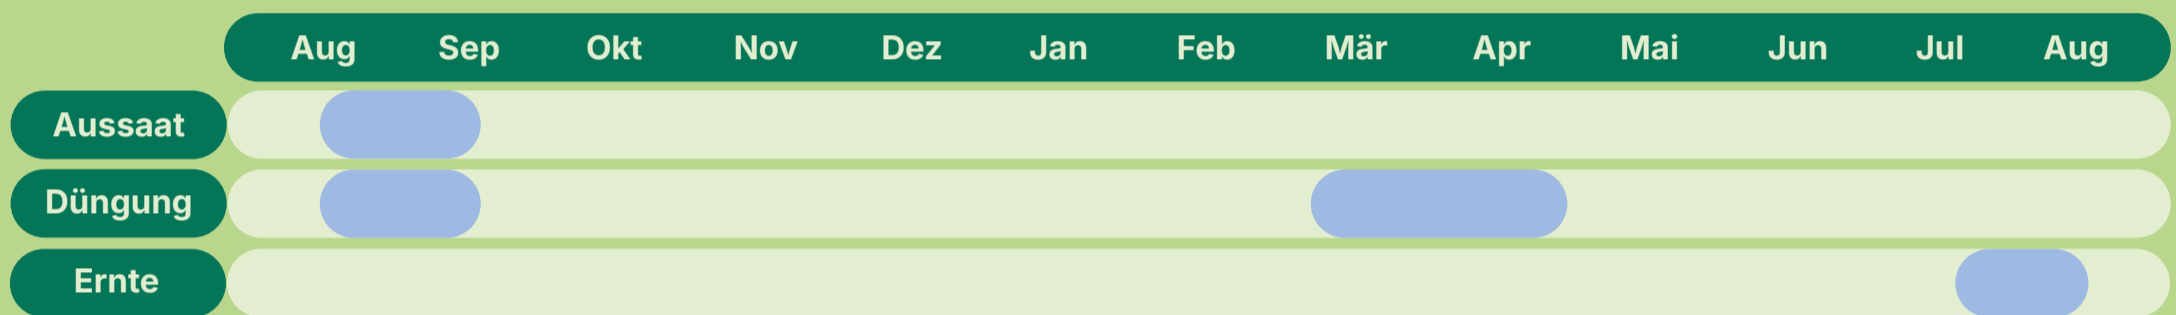 Aug Sep Okt Nov Dez Jan Feb Mär Apr Mai Jun Jul Aug
Aussaat
Düngung
Ernte